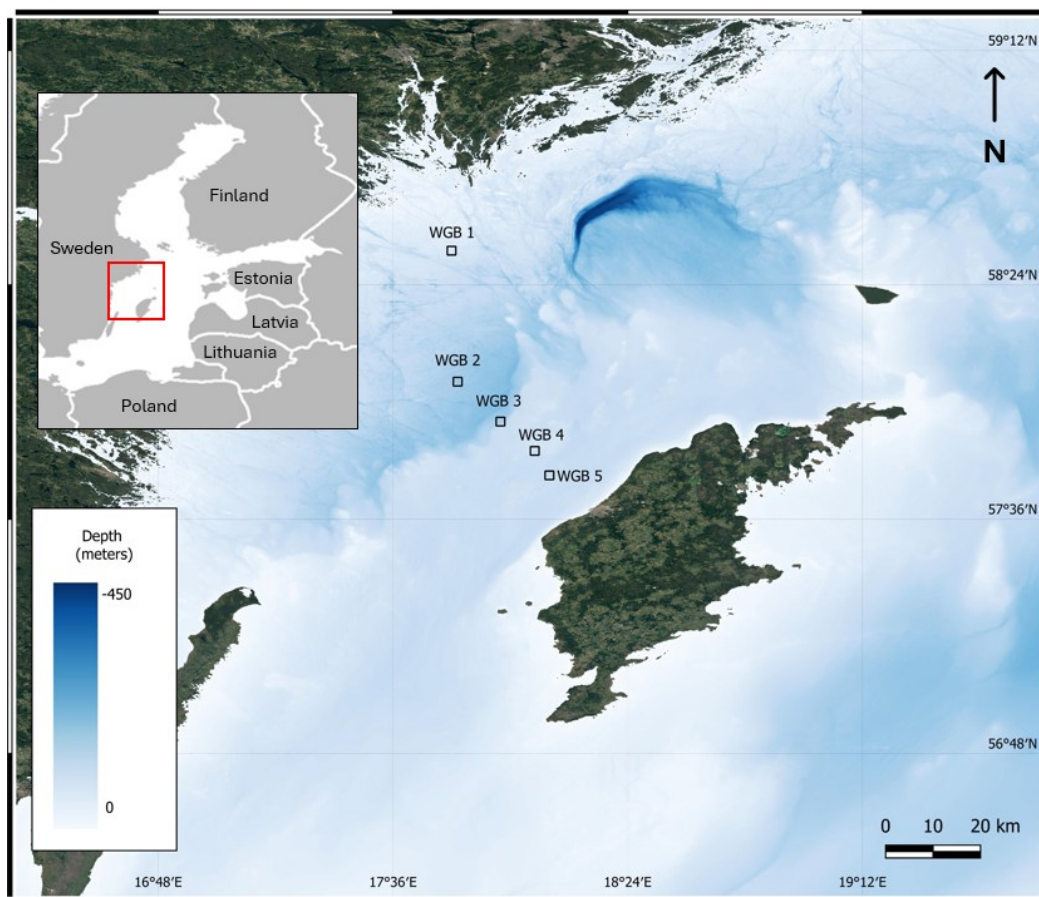 59°12'N
N
Finland
WGB 1
Sweden
Estonia
58°24'N
Latvia
Lithuania
WGB 2
Poland
WGB 3
WGB 4
WGB 5
57°36'N
Depth
(meters)
-450
56°48'N
0
0 10 20 km
16°48'E 17°36'E 18°24'E 19°12'E